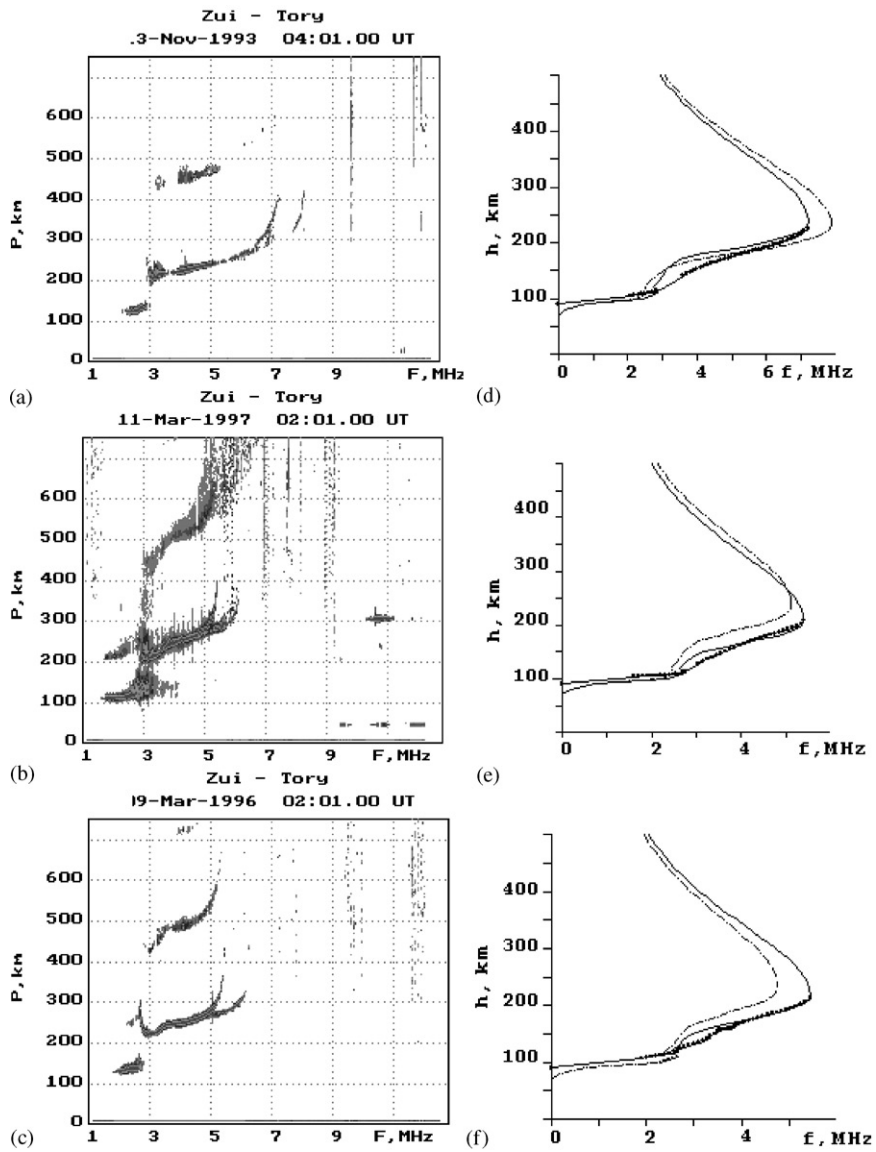 Zui - Tory
.3-Nov-1993 04:01.00 UT
P,km
600
500
400
300
200
100
0
1 3 5 7 9 F,MHz
(a)
h, km
400
300
200
100
0 2 4 6 f,MHz
(d)
Zui - Tory
11-Mar-1997 02:01.00 UT
P,km
600
500
400
300
200
100
0
1 3 5 7 9 F,MHz
(b)
h, km
400
300
200
100
0 2 4 f,MHz
(e)
Zui - Tory
09-Mar-1996 02:01.00 UT
P,km
600
500
400
300
200
100
0
1 3 5 7 9 F,MHz
(c)
h, km
400
300
200
100
0 2 4 f,MHz
(f)